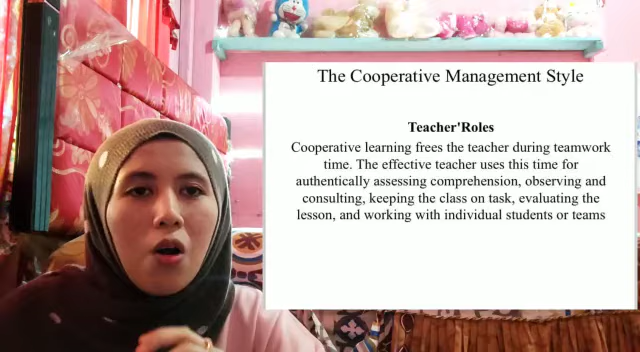 The Cooperative Management Style
Teacher'Roles
Cooperative learning frees the teacher during teamwork
time. The effective teacher uses this time for
authentically assessing comprehension, observing and
consulting, keeping the class on task, evaluating the
lesson, and working with individual students or teams